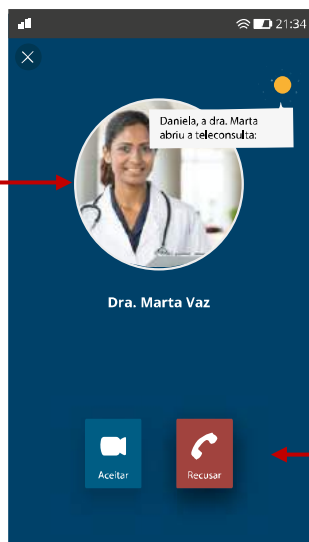 21:34
Daniela, a dra. Marta
abriu a teleconsulta:
Dra. Marta Vaz
Aceitar
Recusar